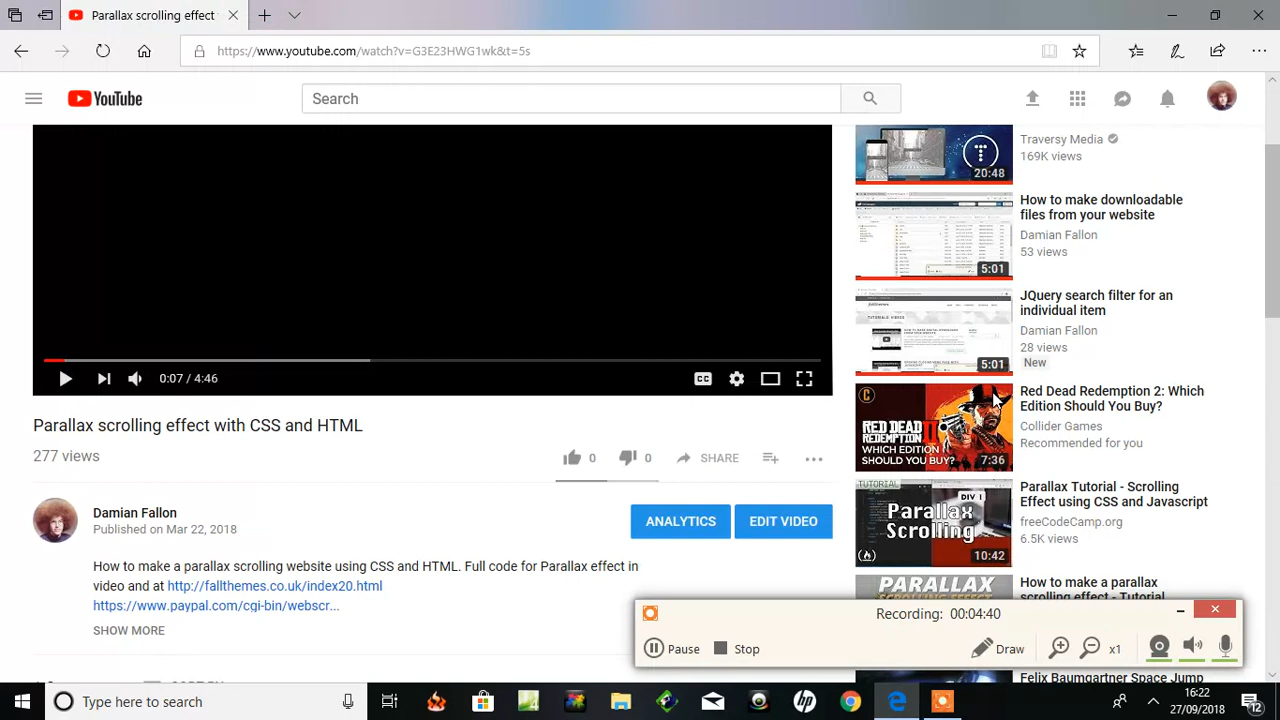 Parallax scrolling effect
https://www.youtube.com/watch?v=G3E23HWG1wk&t=5s
YouTube
Search
Traversy Media
169K views
20:48
files from your website
Damian Fallon
53 views
5:01
JQuery search filter for an
individual item
Damian Fallon
28 views
New
5:01
Red Dead Redemption 2: Which
Edition Should You Buy?
Collider Games
Recommended for you
RED DEAD
REDEMPTION
WHICH EDITION
SHOULD YOU BUY?
7:36
0:07 / 4:18
Parallax scrolling effect with CSS and HTML
277 views
0
0
SHARE
Parallax Tutorial - Scrolling
Effect using CSS and Javascript
freeCodeCamp.org
6.5K views
TUTORIAL
DIV 1
Parallax
Scrolling
10:42
Damian Fallon
Published on Mar 22, 2018
ANALYTICS
EDIT VIDEO
How to make a parallax scrolling effect using CSS and HTML. Full code for Parallax effect in
video and at http://fallthemes.co.uk/index20.html
https://www.paypal.com/cgi-bin/webscr...
SHOW MORE
PARALLAX
How to make a parallax
scrolling effect - Tutorial
Recording: 00:04:40
Pause
Stop
Draw
x1
Felix Baumgartner Space Jump
Type here to search
16:22
27/09/2018
12